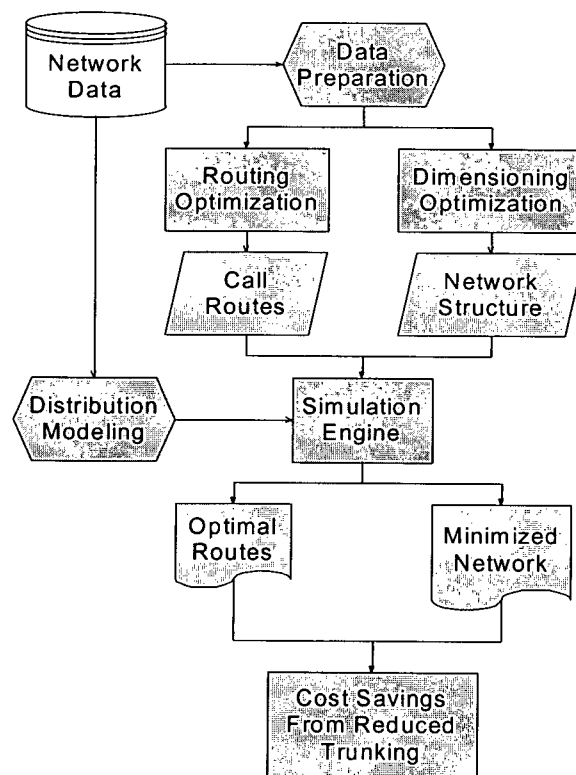 Network
Data
Data
Preparation
Routing
Optimization
Dimensioning
Optimization
Call
Routes
Network
Structure
Distribution
Modeling
Simulation
Engine
Optimal
Routes
Minimized
Network
Cost Savings
From Reduced
Trunking